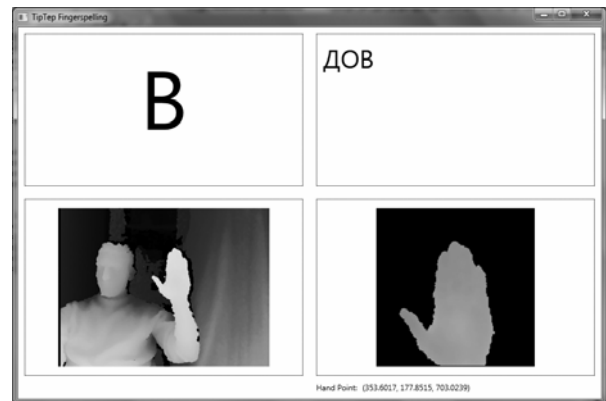 TipTep Fingerspelling
В
ДОВ
Hand Point: (353.6017, 177.8515, 703.0239)